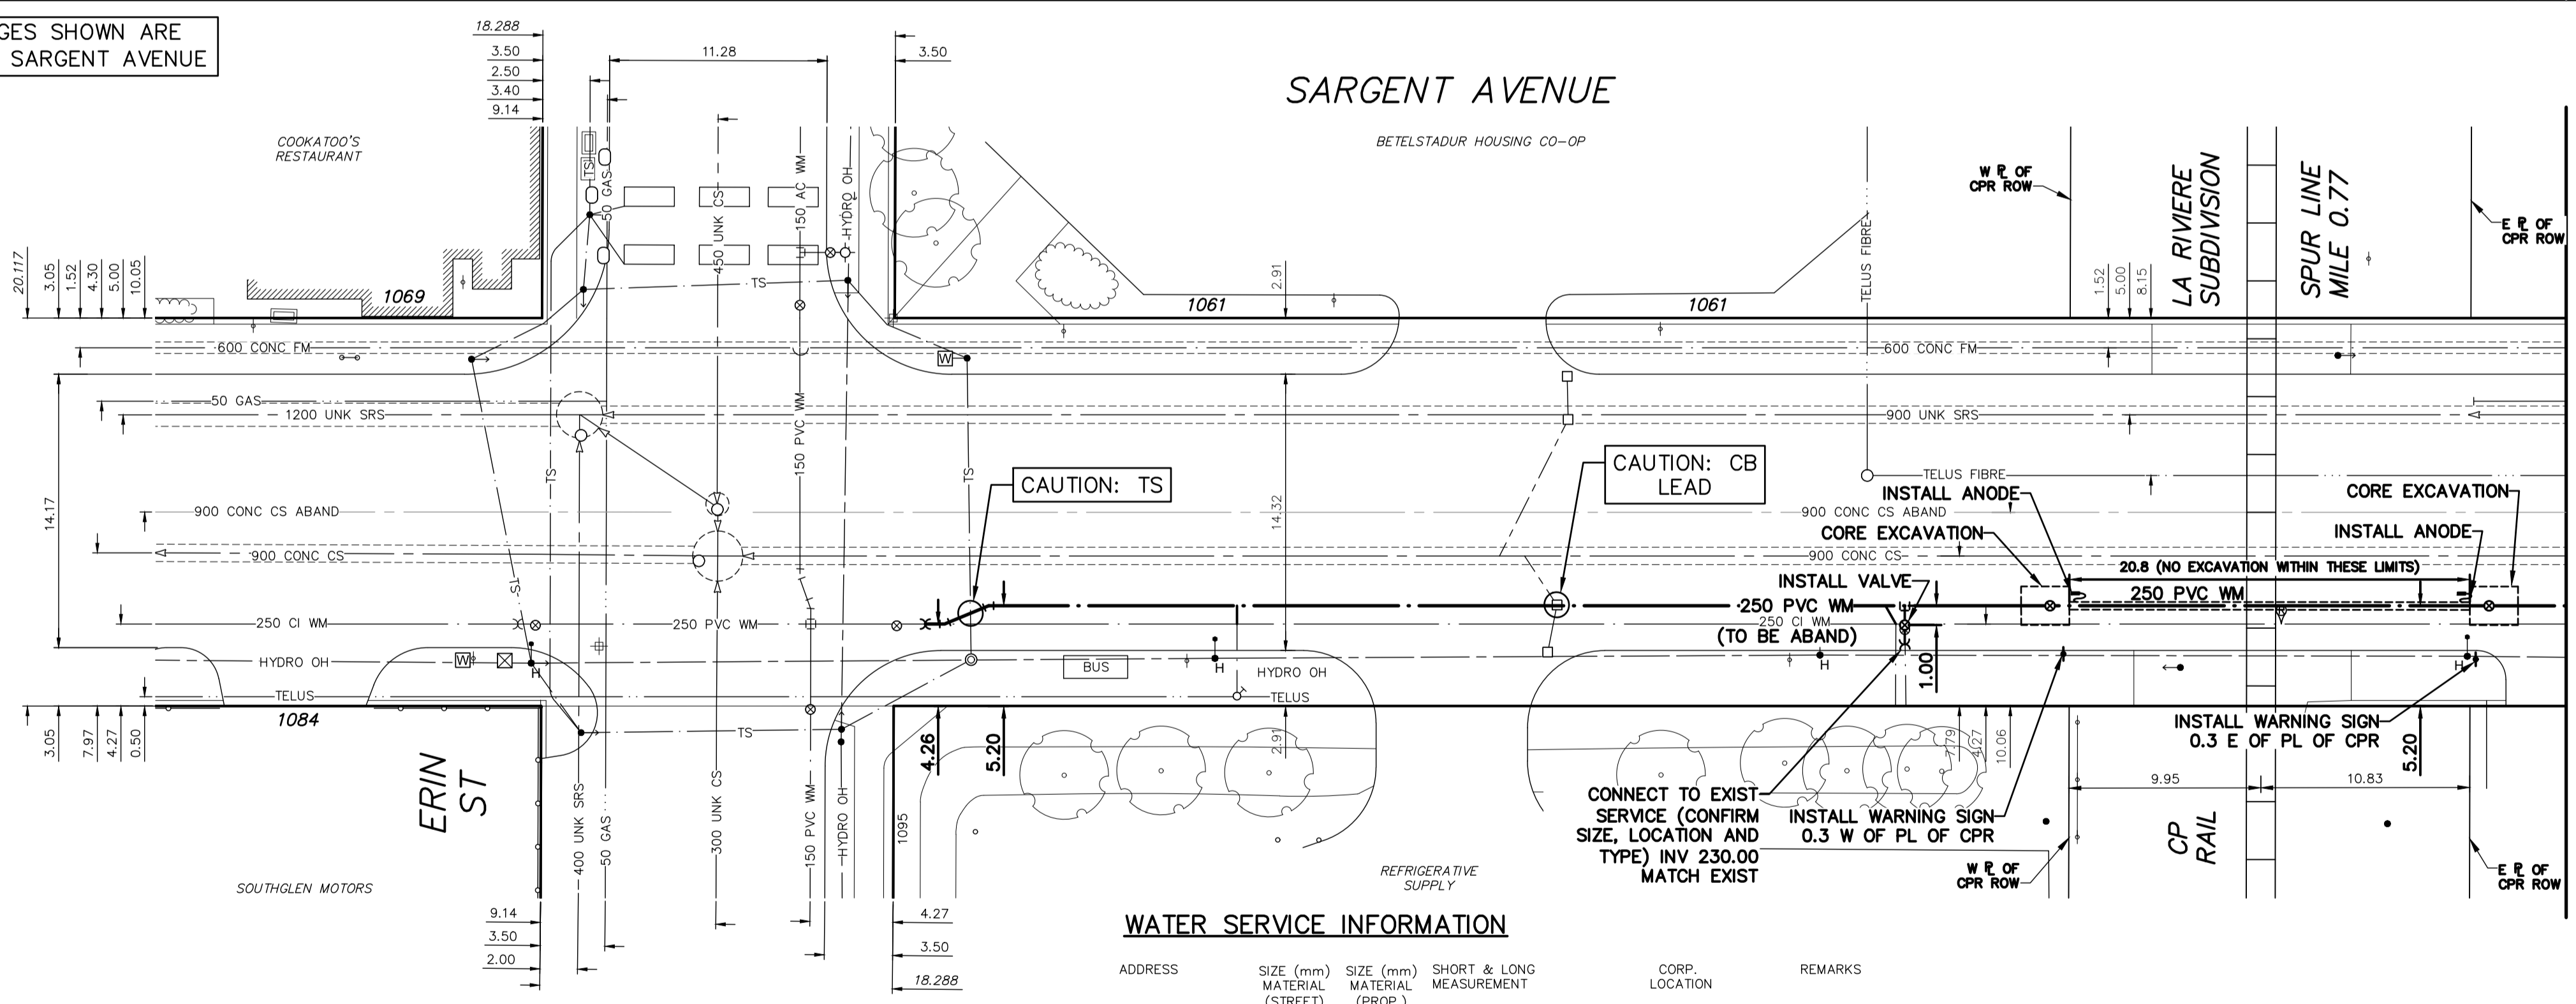 GES SHOWN ARE
SARGENT AVENUE
18.288
3.50
2.50
3.40
9.14
11.28
3.50
SARGENT AVENUE
COOKATOO'S
RESTAURANT
BETELSTADUR HOUSING CO-OP
TS
50 GAS
450 UNK CS
150 AC WM
HYDRO OH
TELUS FIBRE
W PL OF
CPR ROW
LA RIVIERE
SUBDIVISION
SPUR LINE
MILE 0.77
E PL OF
CPR ROW
20.117
3.05
1.52
4.30
5.00
10.05
1069
TS
2.91
1061
1061
1.52
5.00
8.15
600 CONC FM
W
600 CONC FM
50 GAS
1200 UNK SRS
900 UNK SRS
150 PVC WM
TS
TS
14.17
14.32
CAUTION: TS
CAUTION: CB
LEAD
TELUS FIBRE
INSTALL ANODE
CORE EXCAVATION
900 CONC CS ABAND
900 CONC CS ABAND
CORE EXCAVATION
INSTALL ANODE
900 CONC CS
900 CONC CS
20.8 (NO EXCAVATION WITHIN THESE LIMITS)
INSTALL VALVE
250 PVC WM
250 PVC WM
TS
250 CI WM
250 PVC WM
250 CI WM
(TO BE ABAND)
HYDRO OH
W
H
BUS
H
HYDRO OH
H
H
1.00
TELUS
TELUS
1084
TS
3.05
7.97
4.27
0.50
ERIN
ST
4.26
5.20
2.91
7.79
4.27
10.06
INSTALL WARNING SIGN
0.3 E OF PL OF CPR
5.20
9.95
10.83
400 UNK SRS
50 GAS
300 UNK CS
150 PVC WM
HYDRO OH
1095
CONNECT TO EXIST
SERVICE (CONFIRM
SIZE, LOCATION AND
TYPE) INV 230.00
MATCH EXIST
INSTALL WARNING SIGN
0.3 W OF PL OF CPR
CP
RAIL
W PL OF
CPR ROW
E PL OF
CPR ROW
SOUTHGLEN MOTORS
REFRIGERATIVE
SUPPLY
9.14
3.50
2.00
4.27
3.50
18.288
WATER SERVICE INFORMATION
ADDRESS
SIZE (mm)
MATERIAL
(STREET)
SIZE (mm)
MATERIAL
(PROP.)
SHORT & LONG
MEASUREMENT
CORP.
LOCATION
REMARKS